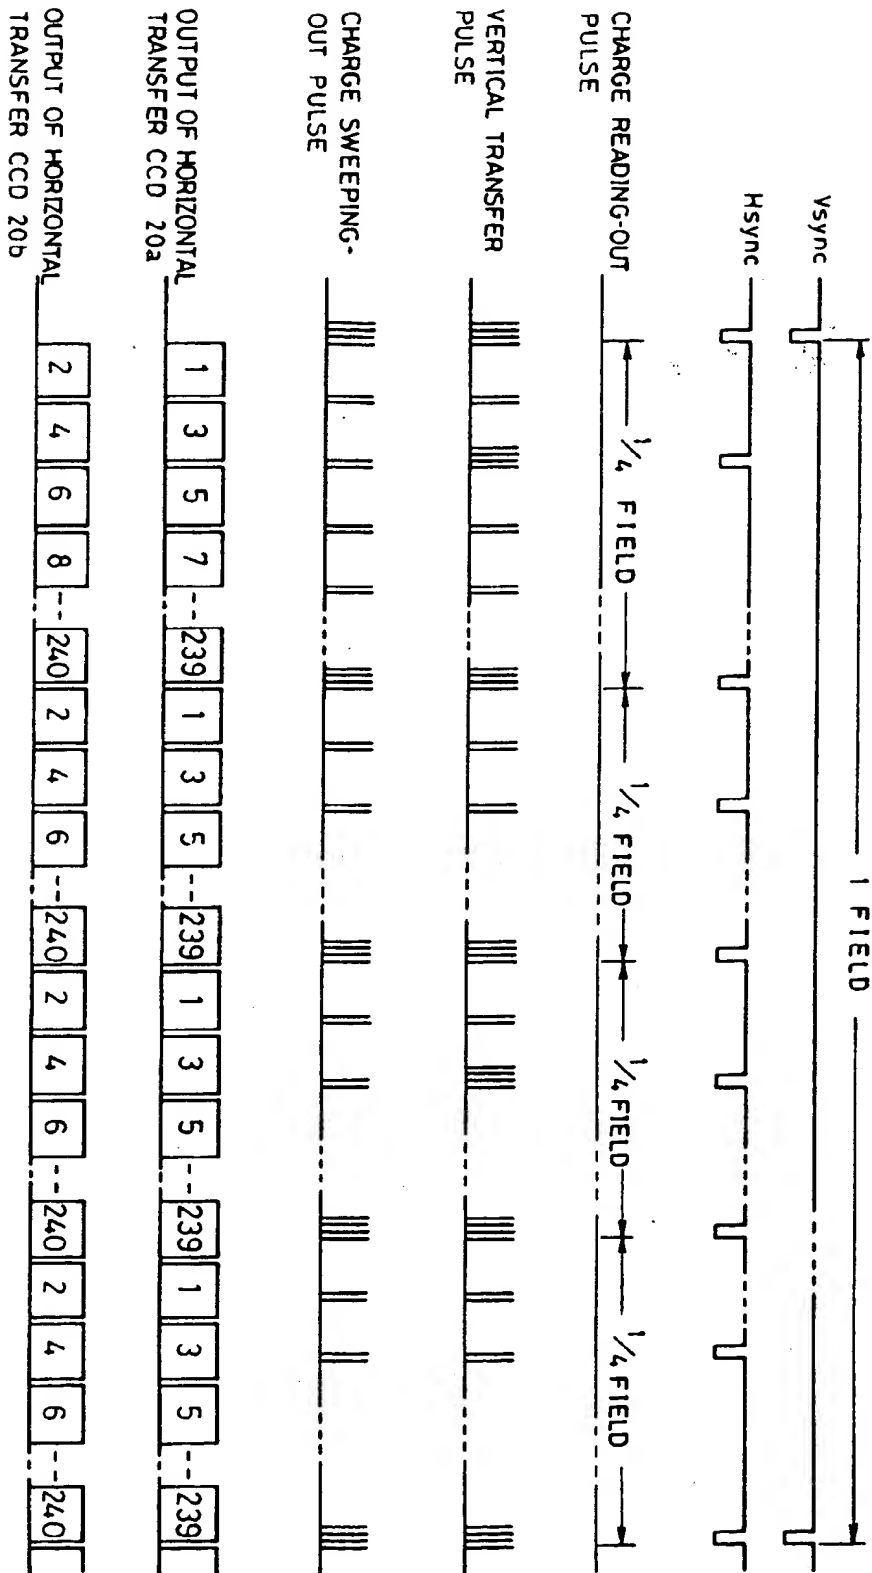 1 FIELD
Vsync
Hsync
CHARGE READING-OUT
PULSE
1/4 FIELD
1/4 FIELD
1/4 FIELD
1/4 FIELD
VERTICAL TRANSFER
PULSE
CHARGE SWEEPING-
OUT PULSE
OUTPUT OF HORIZONTAL
TRANSFER CCD 20a
1 3 5 7 --239 1 3 5 --239 1 3 5 --239 1 3 5 --239
OUTPUT OF HORIZONTAL
TRANSFER CCD 20b
2 4 6 8 --240 2 4 6 --240 2 4 6 --240 2 4 6 --240